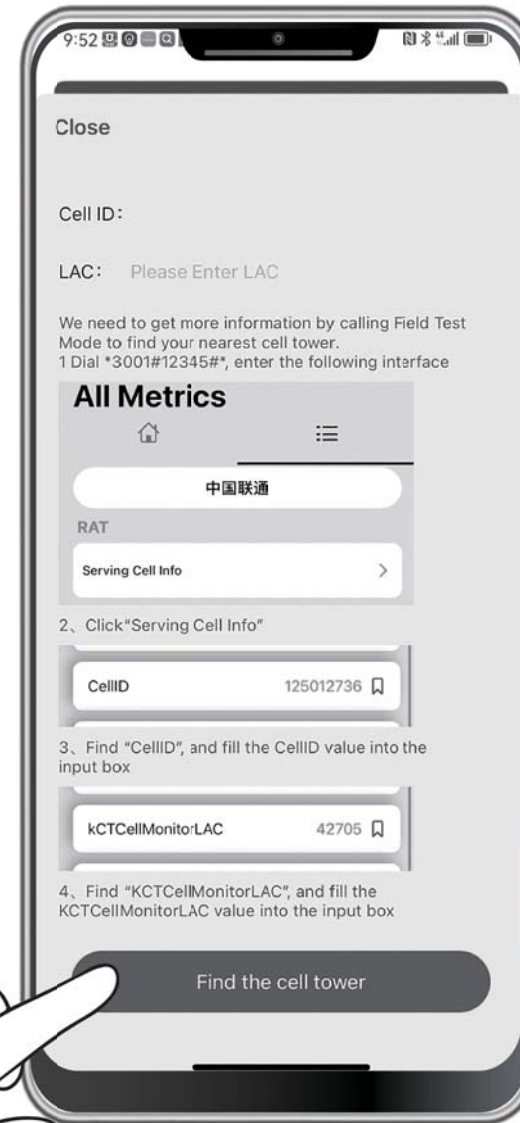 9:52
Close
Cell ID:
LAC: Please Enter LAC
We need to get more information by calling Field Test
Mode to find your nearest cell tower.
1 Dial *3001#12345#*, enter the following interface
All Metrics
中国联通
RAT
Serving Cell Info
2、Click“Serving Cell Info”
CellID 125012736
3、Find “CellID”, and fill the CellID value into the
input box
kCTCellMonitorLAC 42705
4、Find “KCTCellMonitorLAC”, and fill the
KCTCellMonitorLAC value into the input box
Find the cell tower